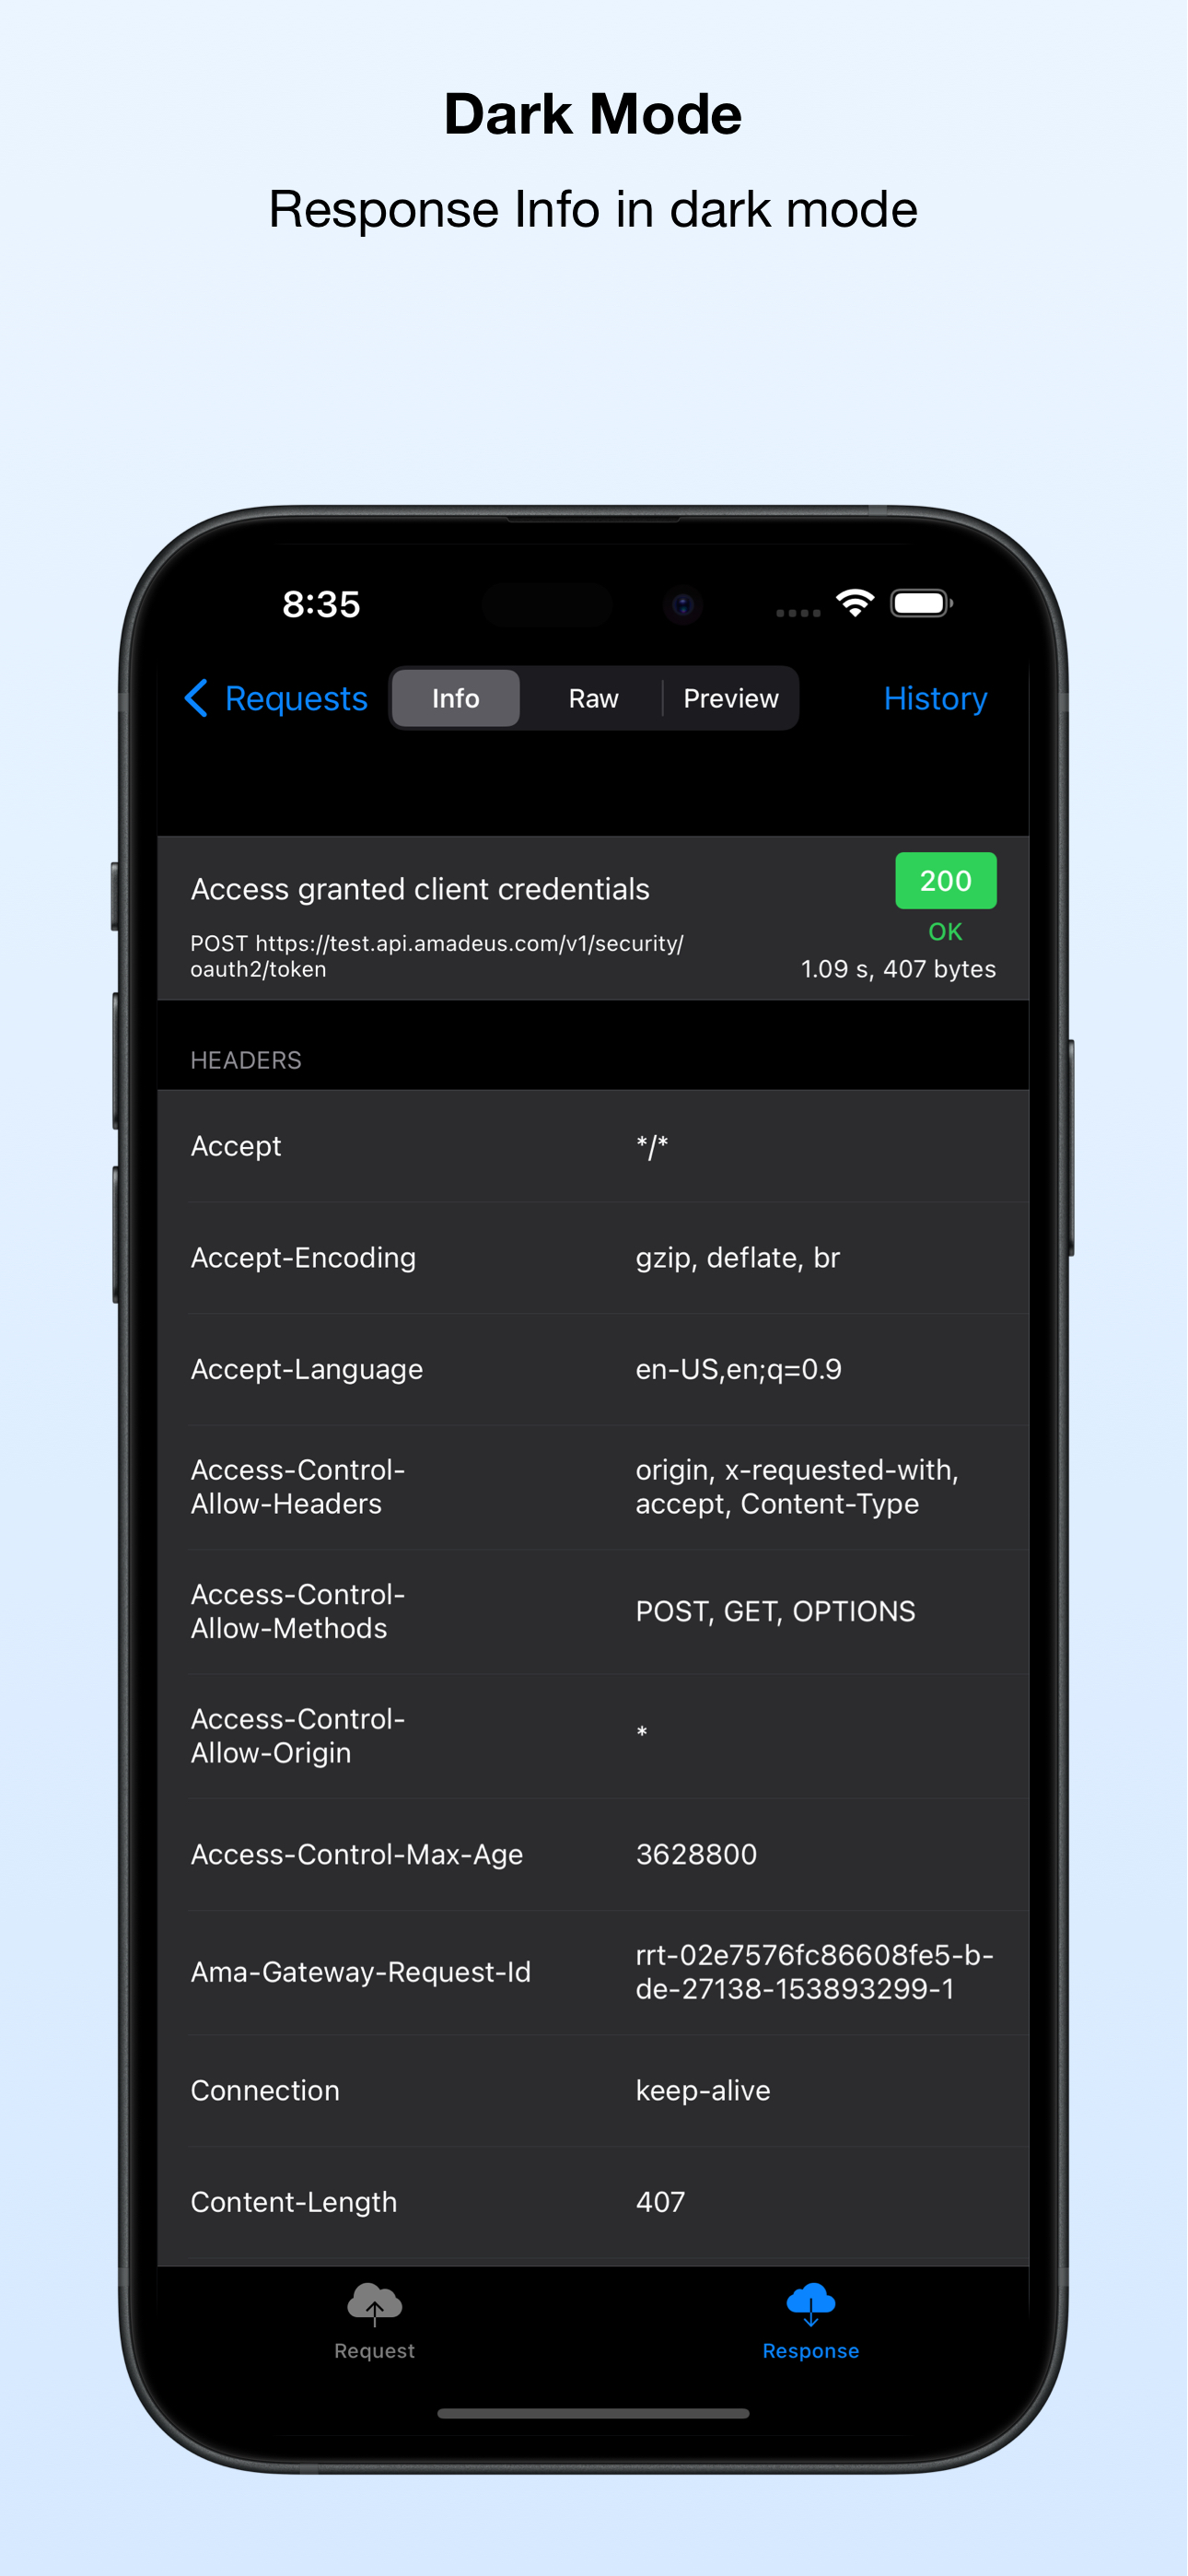 Dark Mode
Response Info in dark mode
8:35
Requests
Info
Raw
Preview
History
Access granted client credentials
200
OK
POST https://test.api.amadeus.com/v1/security/
oauth2/token
1.09 s, 407 bytes
HEADERS
Accept
*/*
Accept-Encoding
gzip, deflate, br
Accept-Language
en-US,en;q=0.9
Access-Control-
Allow-Headers
origin, x-requested-with,
accept, Content-Type
Access-Control-
Allow-Methods
POST, GET, OPTIONS
Access-Control-
Allow-Origin
*
Access-Control-Max-Age
3628800
Ama-Gateway-Request-Id
rrt-02e7576fc86608fe5-b-
de-27138-153893299-1
Connection
keep-alive
Content-Length
407
Request
Response